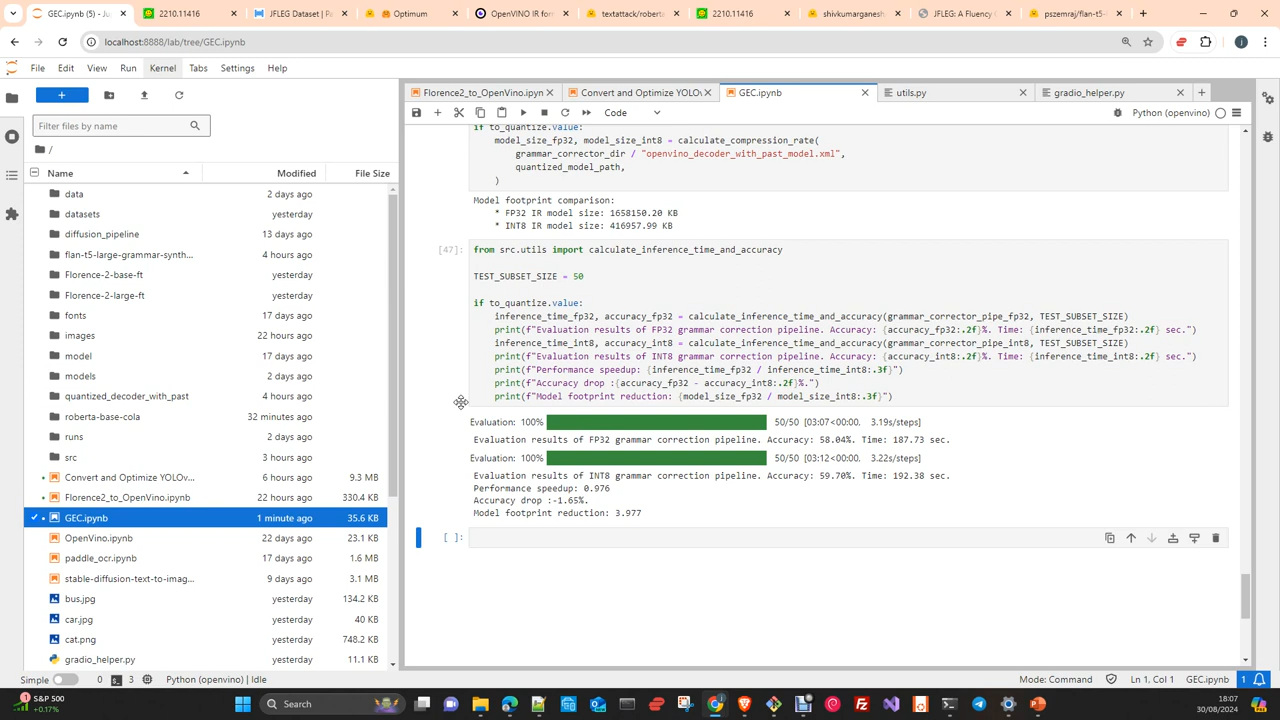 GEC.ipynb (5) - Ju
2210.11416
JFLEG Dataset | Pa
Optimum
OpenVINO IR for
textattack/robert
2210.11416
shivkumarganesh
JFLEG: A Fluency C
pszemraj/flan-t5-
localhost:8888/lab/tree/GEC.ipynb
File Edit View Run Kernel Tabs Settings Help
Florence2_to_OpenVino.ipyn
Convert and Optimize YOLOv
GEC.ipynb
utils.py
gradio_helper.py
Code
Python (openvino)
Filter files by name
/
Name Modified File Size
data 2 days ago
datasets yesterday
diffusion_pipeline 13 days ago
flan-t5-large-grammar-synth... 4 hours ago
Florence-2-base-ft yesterday
Florence-2-large-ft yesterday
fonts 17 days ago
images 22 hours ago
model 17 days ago
models 2 days ago
quantized_decoder_with_past yesterday
roberta-base-cola 32 minutes ago
runs 2 days ago
src 3 hours ago
Convert and Optimize YOLOv... 6 hours ago 9.3 MB
Florence2_to_OpenVino.ipynb 22 hours ago 330.4 KB
GEC.ipynb 1 minute ago 35.6 KB
OpenVino.ipynb 22 days ago 23.1 KB
paddle_ocr.ipynb 17 days ago 1.6 MB
stable-diffusion-text-to-imag... 9 days ago 3.1 MB
bus.jpg yesterday 134.2 KB
car.jpg yesterday 40 KB
cat.png yesterday 748.2 KB
gradio_helper.py yesterday 11.1 KB
if to_quantize.value:
model_size_fp32, model_size_int8 = calculate_compression_rate(
grammar_corrector_dir / "openvino_decoder_with_past_model.xml",
quantized_model_path,
)
Model footprint comparison:
* FP32 IR model size: 1658150.20 KB
* INT8 IR model size: 416957.99 KB
[47]: from src.utils import calculate_inference_time_and_accuracy
TEST_SUBSET_SIZE = 50
if to_quantize.value:
inference_time_fp32, accuracy_fp32 = calculate_inference_time_and_accuracy(grammar_corrector_pipe_fp32, TEST_SUBSET_SIZE)
print(f"Evaluation results of FP32 grammar correction pipeline. Accuracy: {accuracy_fp32:.2f}%. Time: {inference_time_fp32:.2f} sec.")
inference_time_int8, accuracy_int8 = calculate_inference_time_and_accuracy(grammar_corrector_pipe_int8, TEST_SUBSET_SIZE)
print(f"Evaluation results of INT8 grammar correction pipeline. Accuracy: {accuracy_int8:.2f}%. Time: {inference_time_int8:.2f} sec.")
print(f"Performance speedup: {inference_time_fp32 / inference_time_int8:.3f}")
print(f"Accuracy drop :{accuracy_fp32 - accuracy_int8:.2f}%.")
print(f"Model footprint reduction: {model_size_fp32 / model_size_int8:.3f}")
Evaluation: 100% 50/50 [03:07<00:00, 3.19s/steps]
Evaluation results of FP32 grammar correction pipeline. Accuracy: 58.04%. Time: 187.73 sec.
Evaluation: 100% 50/50 [03:12<00:00, 3.22s/steps]
Evaluation results of INT8 grammar correction pipeline. Accuracy: 59.70%. Time: 192.38 sec.
Performance speedup: 0.976
Accuracy drop :-1.65%.
Model footprint reduction: 3.977
[ ]:
Simple 0 3 Python (openvino) | Idle Mode: Command Ln 1, Col 1 GEC.ipynb 1
S&P 500
+0.17%
Search
18:07
30/08/2024